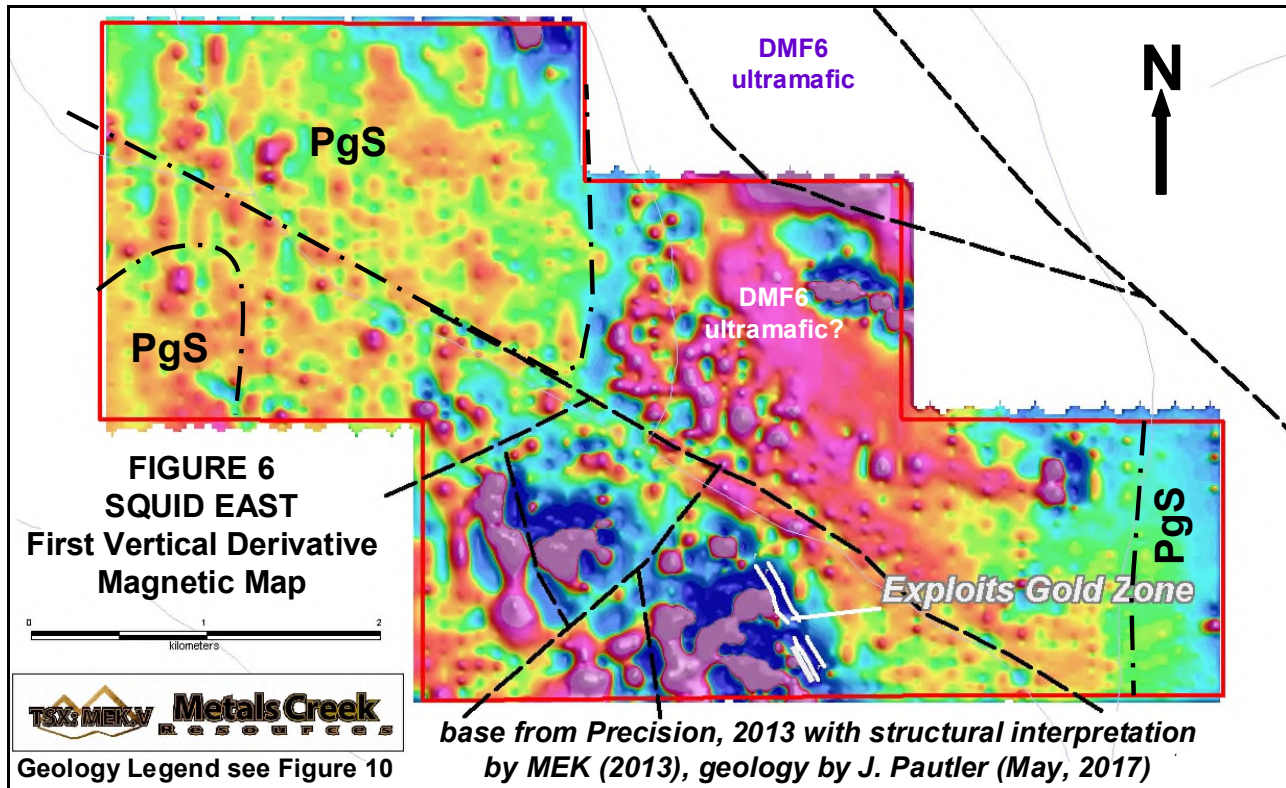 DMF6
ultramafic
N
PgS
DMF6
ultramafic?
PgS
FIGURE 6
SQUID EAST
First Vertical Derivative
Magnetic Map
PgS
Exploits Gold Zone
0 1 2
kilometers
TSX: MEK.V Metals Creek
Resources
Geology Legend see Figure 10
base from Precision, 2013 with structural interpretation
by MEK (2013), geology by J. Pautler (May, 2017)